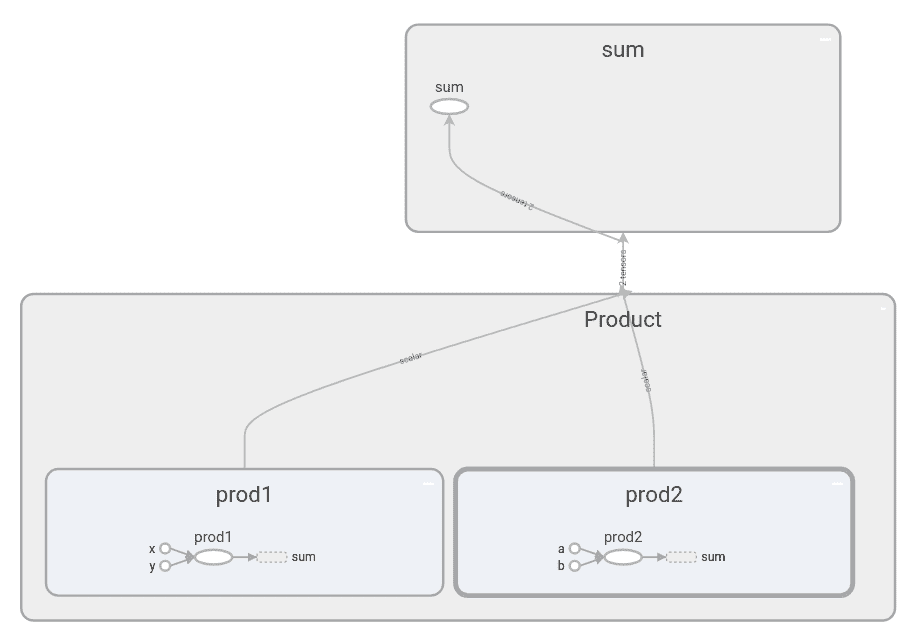 sum
sum
2 tensors
2 tensors
Product
scalar
scalar
prod1
prod2
prod1
x
y
sum
prod2
a
b
sum